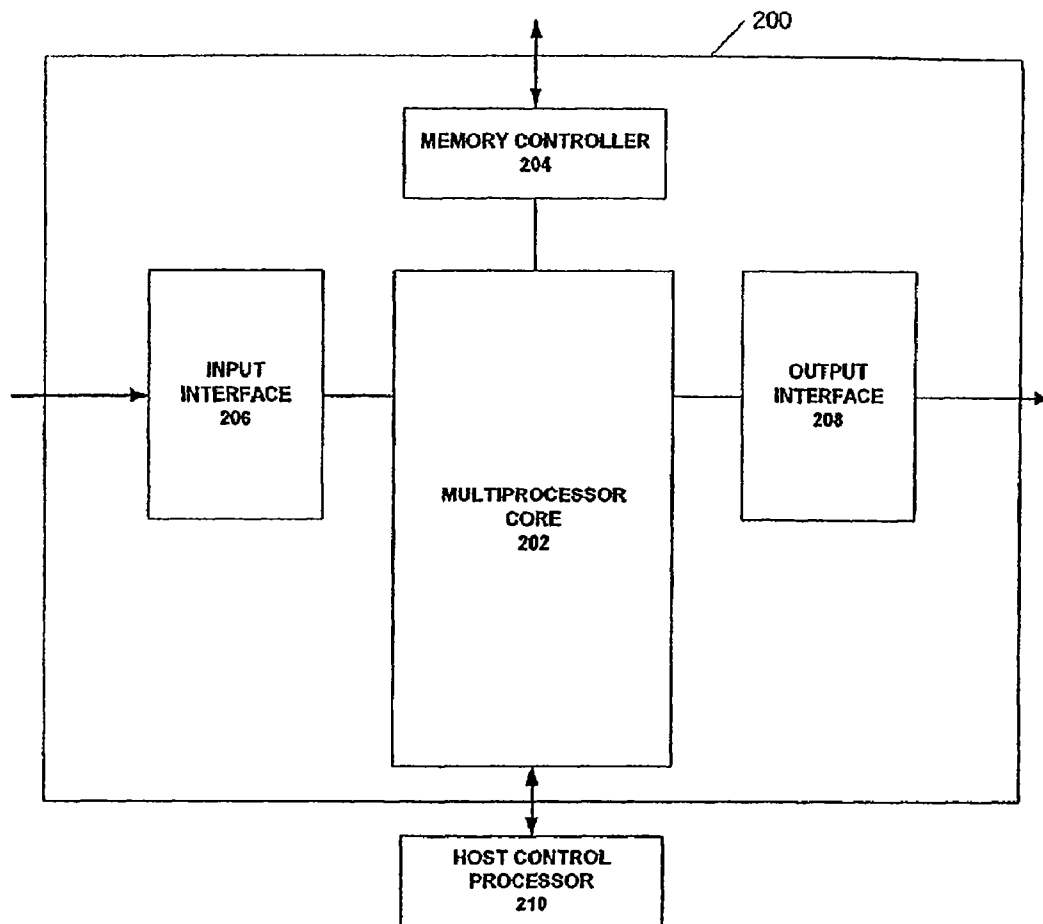 200
MEMORY CONTROLLER
204
INPUT
INTERFACE
206
OUTPUT
INTERFACE
208
MULTIPROCESSOR
CORE
202
HOST CONTROL
PROCESSOR
210